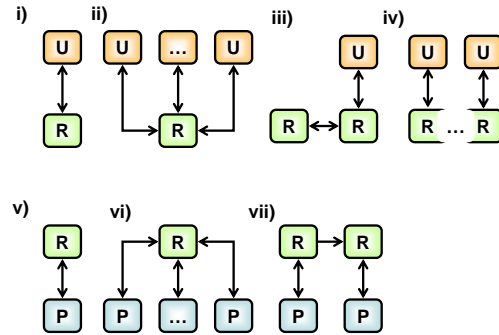 i) ii) iii) iv)
U U ... U U U U
R R R R R ... R
v) vi) vii)
R R R R
P P ... P P P